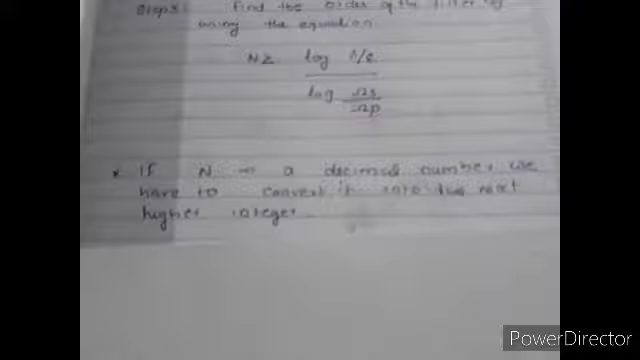 Step3: Find the order of the filter by
using the equation
N≥ log λ/ε
log Ωs
Ωp
* If N is a decimal number we
have to convert it into the next
higher integer
PowerDirector